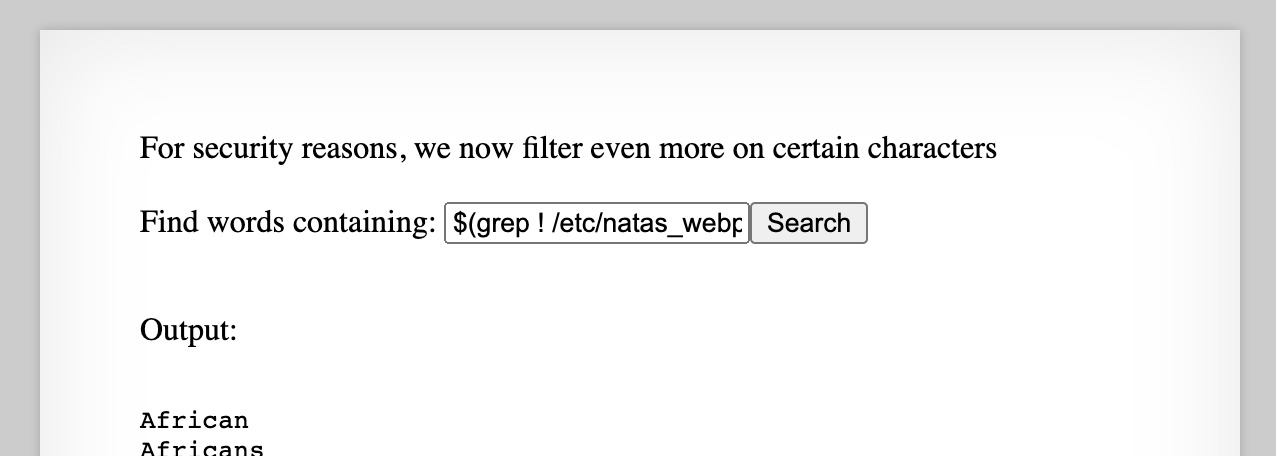 For security reasons, we now filter even more on certain characters
Find words containing: $(grep ! /etc/natas_webp Search
Output:
African
Africans